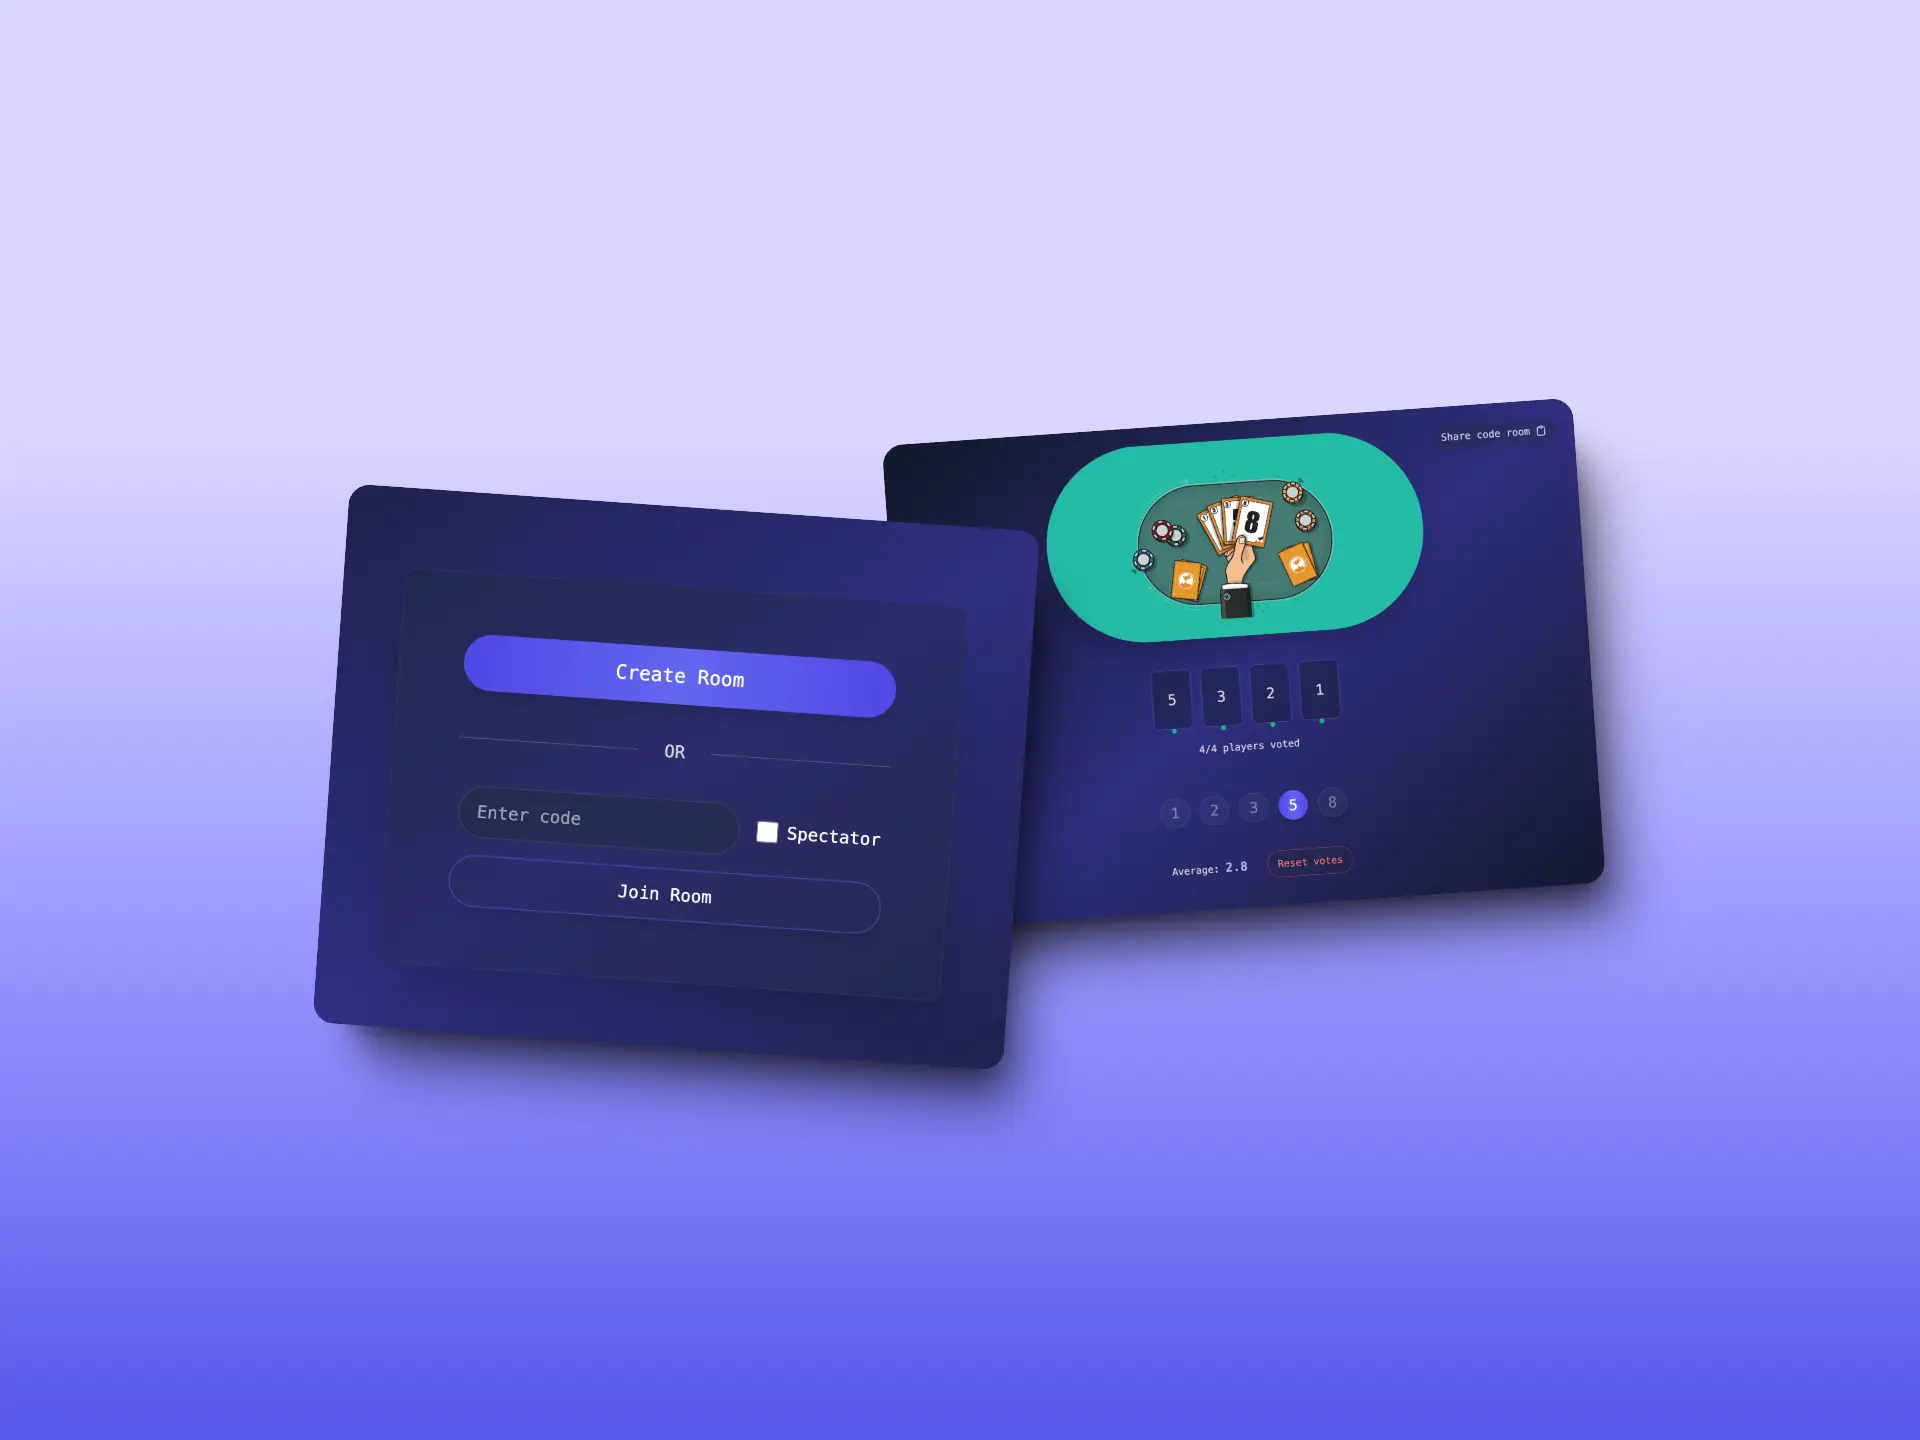 Create Room
OR
Enter code
Spectator
Join Room
Share code room
8
5 3 2 1
4/4 players voted
1 2 3 5 8
Average: 2.8 Reset votes